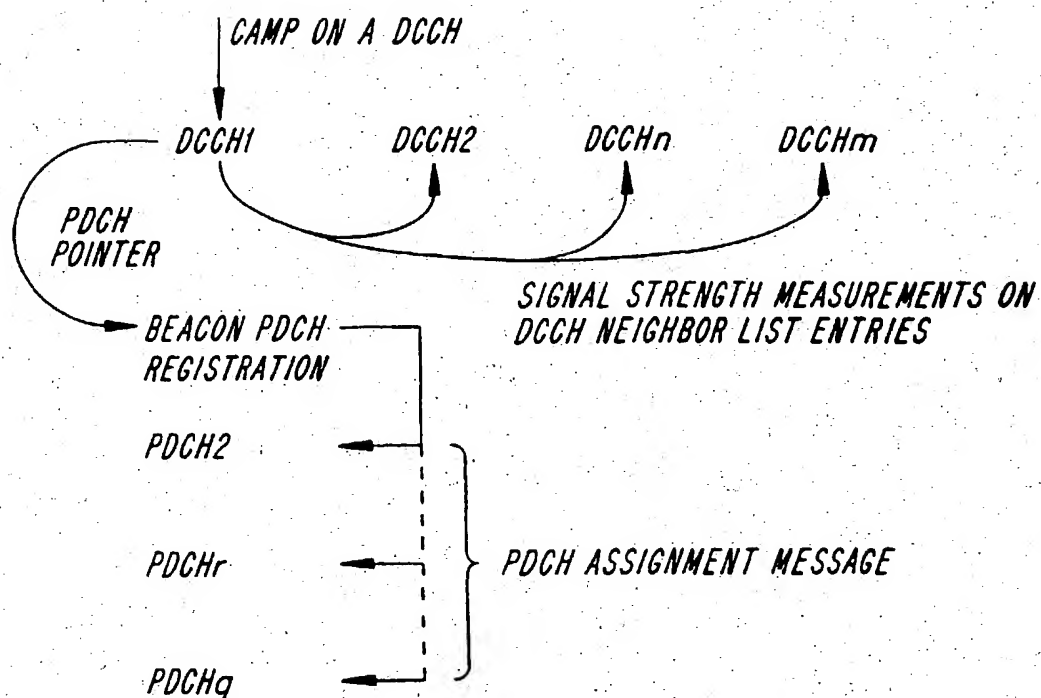 CAMP ON A DCCH
DCCH1 DCCH2 DCCHn DCCHm
PDCH
POINTER
SIGNAL STRENGTH MEASUREMENTS ON
DCCH NEIGHBOR LIST ENTRIES
BEACON PDCH
REGISTRATION
PDCH2
PDCHr
PDCH ASSIGNMENT MESSAGE
PDCHq